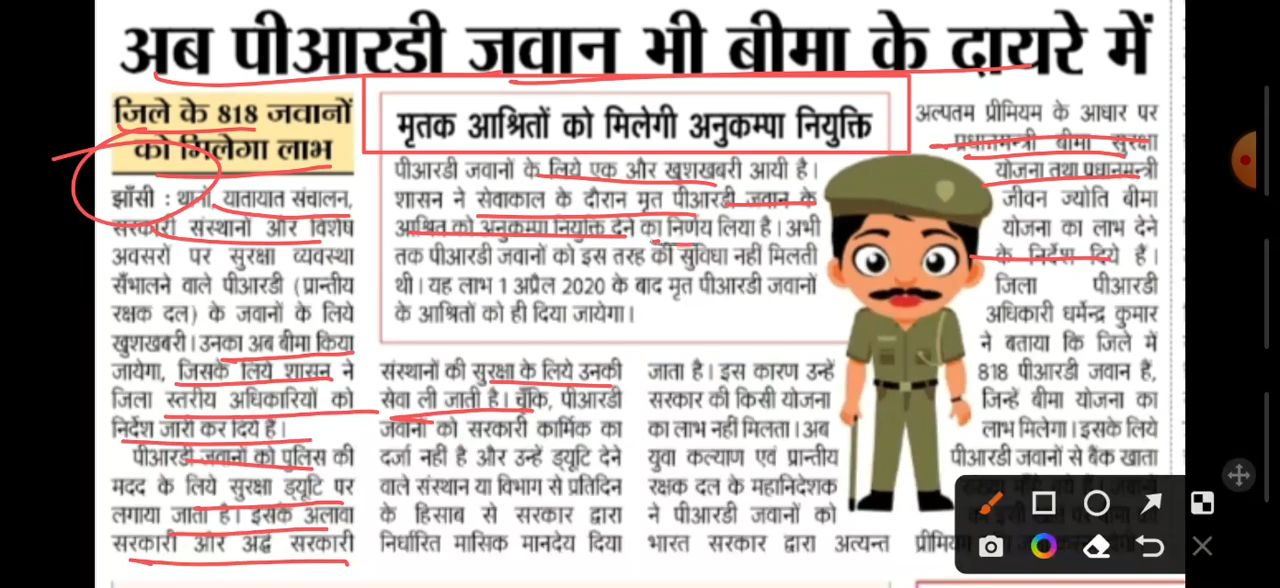 अब पीआरडी जवान भी बीमा के दायरे में
जिले के 818 जवानों
को मिलेगा लाभ
झाँसी : थानों, यातायात संचालन,
सरकारी संस्थानों और विशेष
अवसरों पर सुरक्षा व्यवस्था
सँभालने वाले पीआरडी (प्रान्तीय
रक्षक दल) के जवानों के लिये
खुशखबरी। उनका अब बीमा किया
जायेगा, जिसके लिये शासन ने
जिला स्तरीय अधिकारियों को
निर्देश जारी कर दिये हैं।
पीआरडी जवानों को पुलिस की
मदद के लिये सुरक्षा ड्यूटि पर
लगाया जाता है। इसके अलावा
सरकारी और अर्द्ध सरकारी
मृतक आश्रितों को मिलेगी अनुकम्पा नियुक्ति
पीआरडी जवानों के लिये एक और खुशखबरी आयी है।
शासन ने सेवाकाल के दौरान मृत पीआरडी जवान के
आश्रित को अनुकम्पा नियुक्ति देने का निर्णय लिया है। अभी
तक पीआरडी जवानों को इस तरह की सुविधा नहीं मिलती
थी। यह लाभ 1 अप्रैल 2020 के बाद मृत पीआरडी जवानों
के आश्रितों को ही दिया जायेगा।
संस्थानों की सुरक्षा के लिये उनकी
सेवा ली जाती है। चूँकि, पीआरडी
जवानों को सरकारी कार्मिक का
दर्जा नही है और उन्हें ड्यूटि देने
वाले संस्थान या विभाग से प्रतिदिन
के हिसाब से सरकार द्वारा
निर्धारित मासिक मानदेय दिया
जाता है। इस कारण उन्हें
सरकार की किसी योजना
का लाभ नहीं मिलता। अब
युवा कल्याण एवं प्रान्तीय
रक्षक दल के महानिदेशक
ने पीआरडी जवानों को
भारत सरकार द्वारा अत्यन्त
अल्पतम प्रीमियम के आधार पर
प्रधानमन्त्री बीमा सुरक्षा
योजना तथा प्रधानमन्त्री
जीवन ज्योति बीमा
योजना का लाभ देने
के निर्देश दिये हैं।
जिला पीआरडी
अधिकारी धर्मेन्द्र कुमार
ने बताया कि जिले में
818 पीआरडी जवान हैं,
जिन्हें बीमा योजना का
लाभ मिलेगा। इसके लिये
पीआरडी जवानों से बैंक खाता